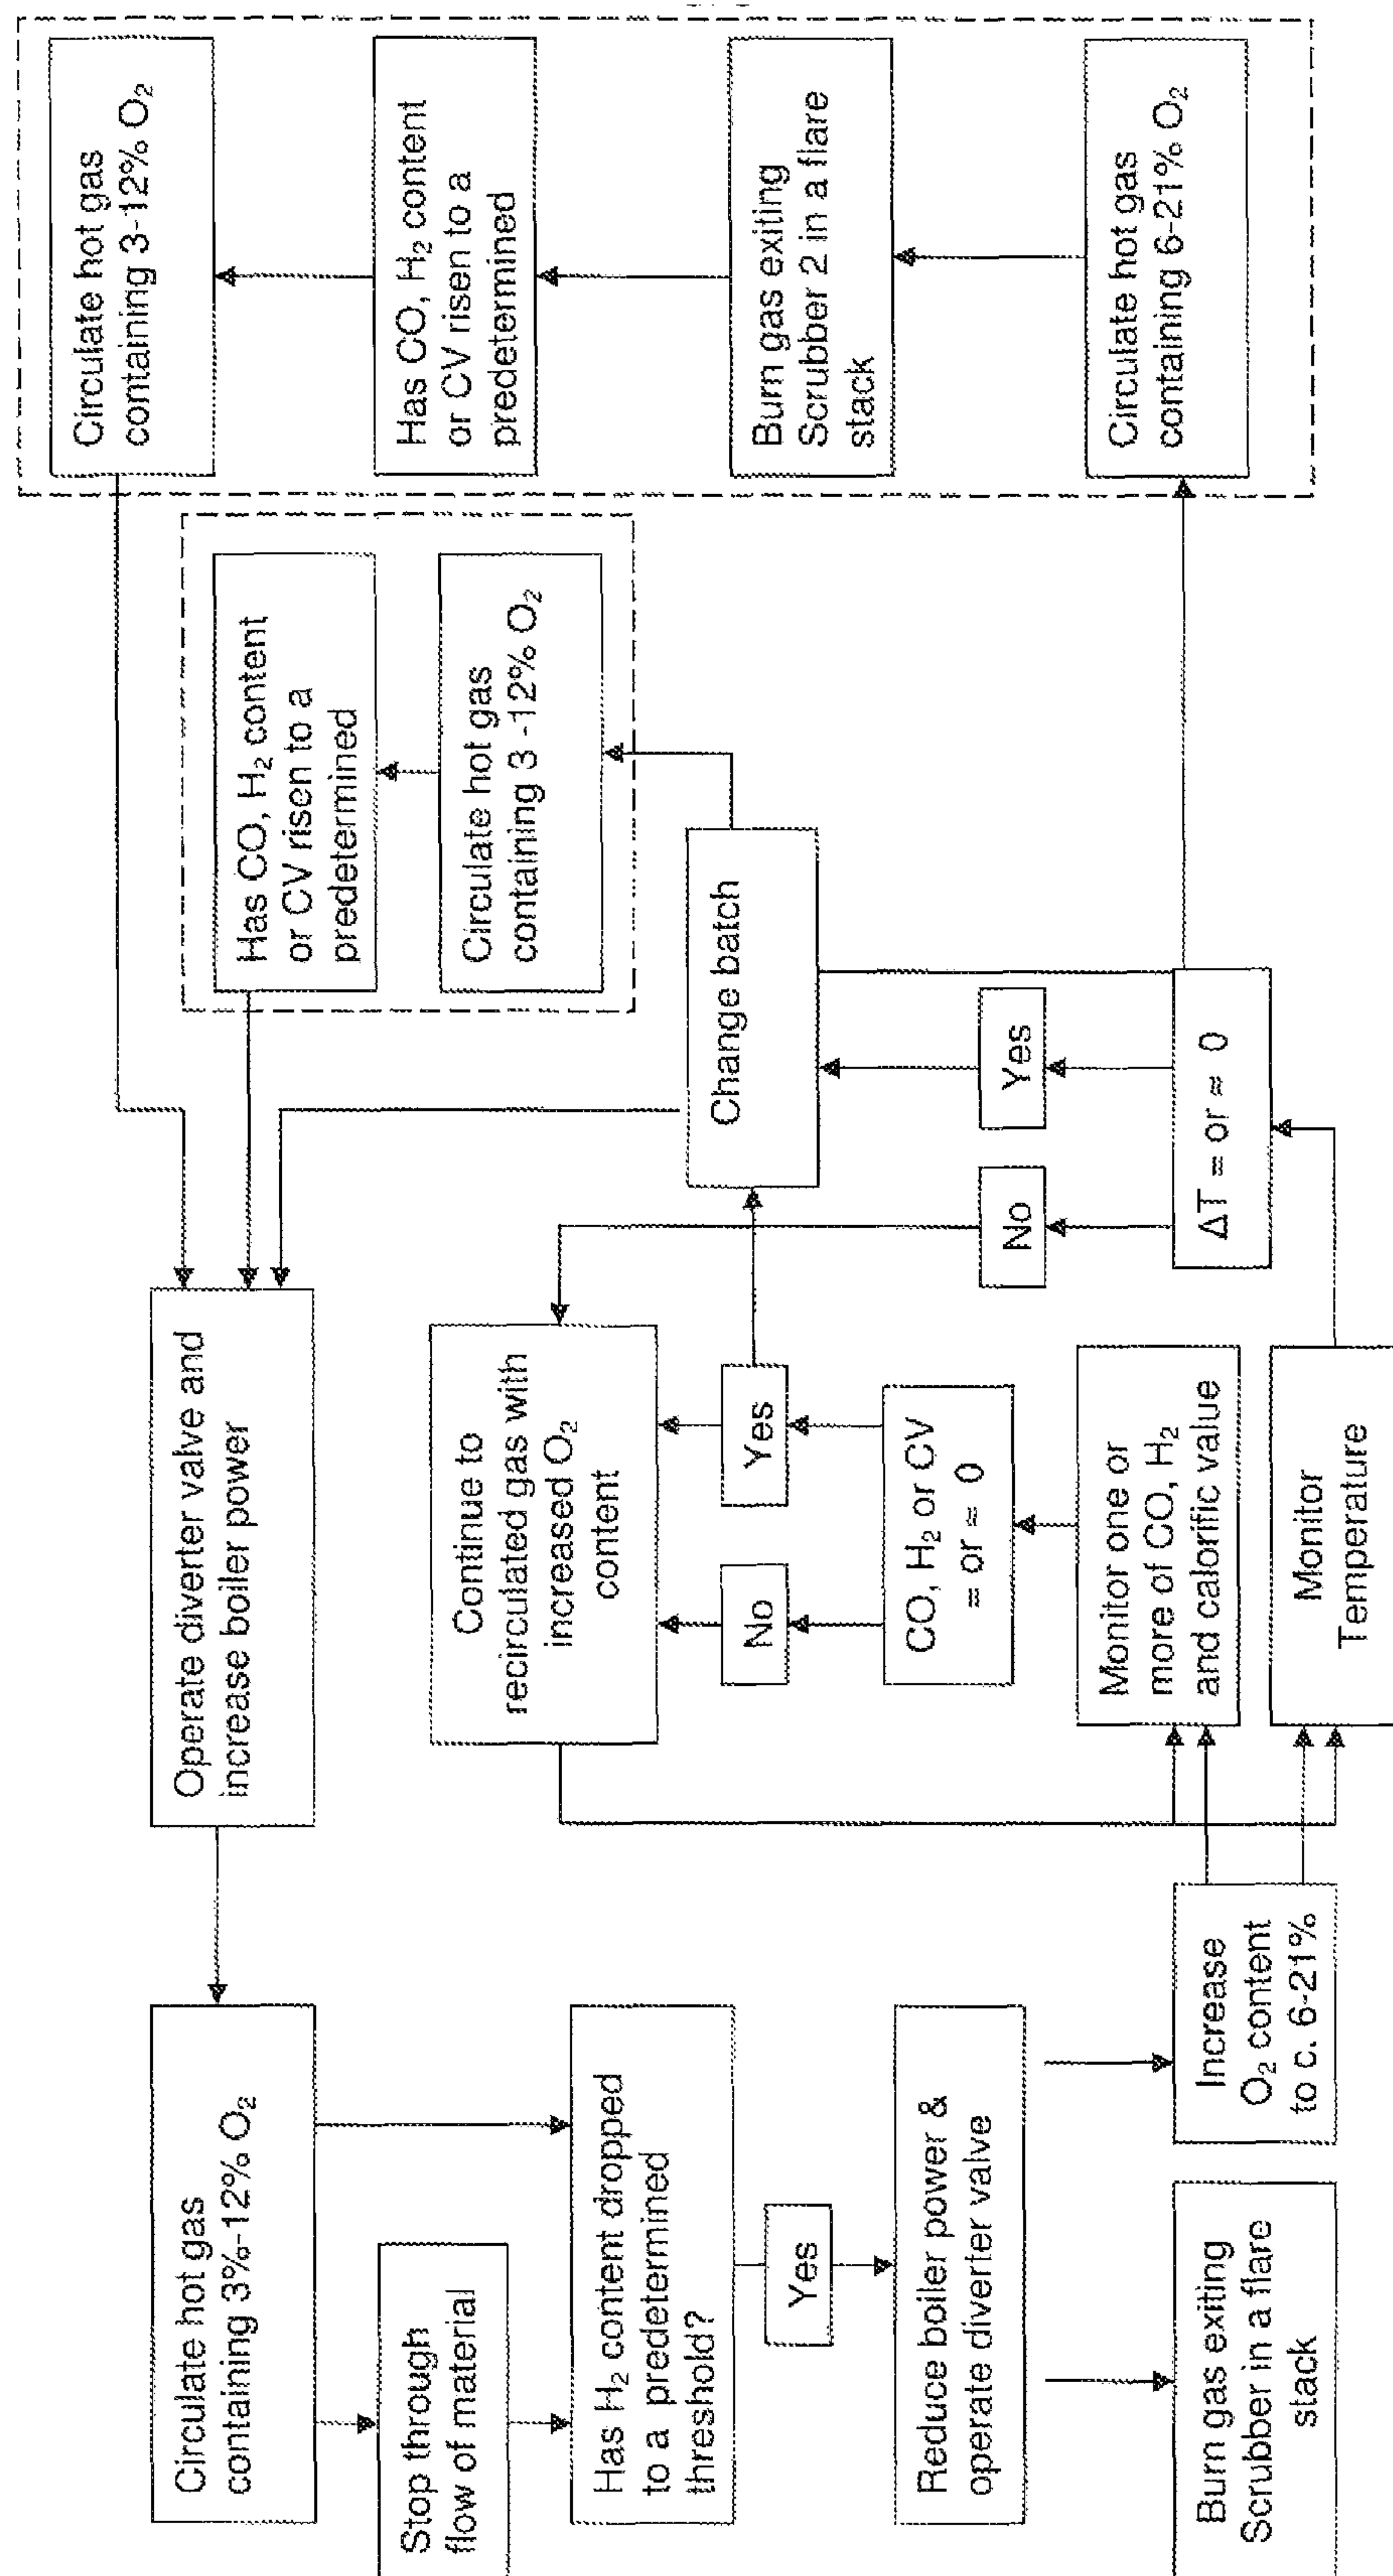 Circulate hot gas
containing 3%-12% O₂
Stop through
flow of material
Has H₂ content dropped
to a predetermined
threshold?
Yes
Reduce boiler power &
operate diverter valve
Burn gas exiting
Scrubber in a flare
stack
Increase
O₂ content
to c. 6-21%
Operate diverter valve and
increase boiler power
Continue to
recirculated gas with
increased O₂
content
No
Yes
CO, H₂ or CV
= or ≈ 0
Monitor one or
more of CO, H₂
and calorific value
Monitor
Temperature
Change batch
No
Yes
ΔT = or ≈ 0
Has CO, H₂ content
or CV risen to a
predetermined
Circulate hot gas
containing 3 -12% O₂
Circulate hot gas
containing 3-12% O₂
Has CO, H₂ content
or CV risen to a
predetermined
Burn gas exiting
Scrubber 2 in a flare
stack
Circulate hot gas
containing 6-21% O₂